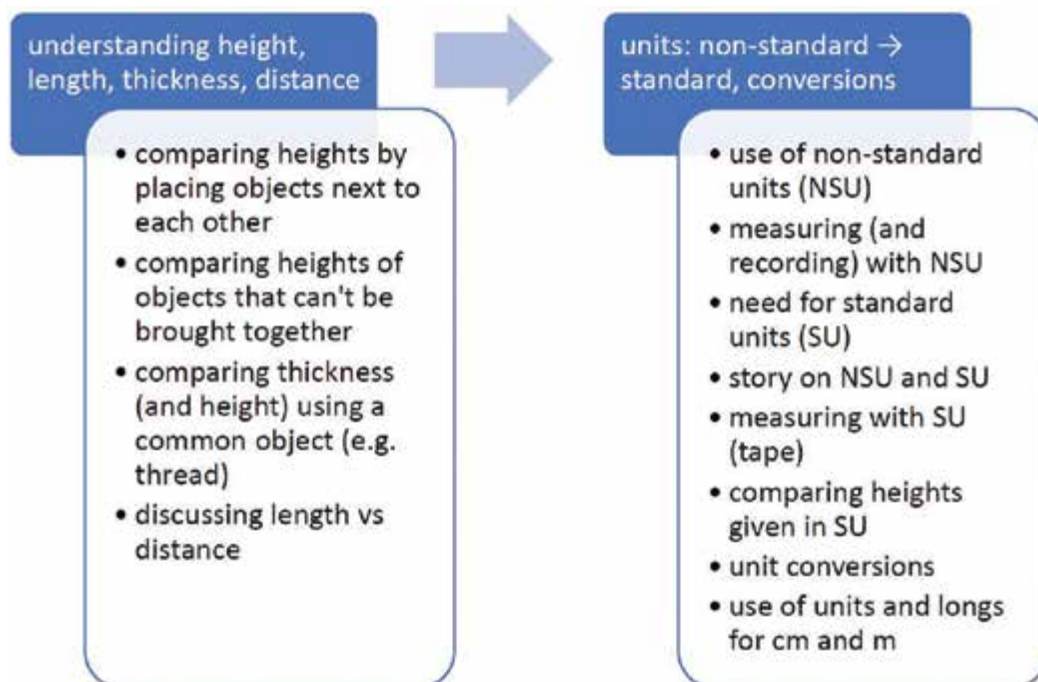 understanding height,
length, thickness, distance
• comparing heights by
placing objects next to
each other
• comparing heights of
objects that can't be
brought together
• comparing thickness
(and height) using a
common object (e.g.
thread)
• discussing length vs
distance
units: non-standard →
standard, conversions
• use of non-standard
units (NSU)
• measuring (and
recording) with NSU
• need for standard
units (SU)
• story on NSU and SU
• measuring with SU
(tape)
• comparing heights
given in SU
• unit conversions
• use of units and longs
for cm and m